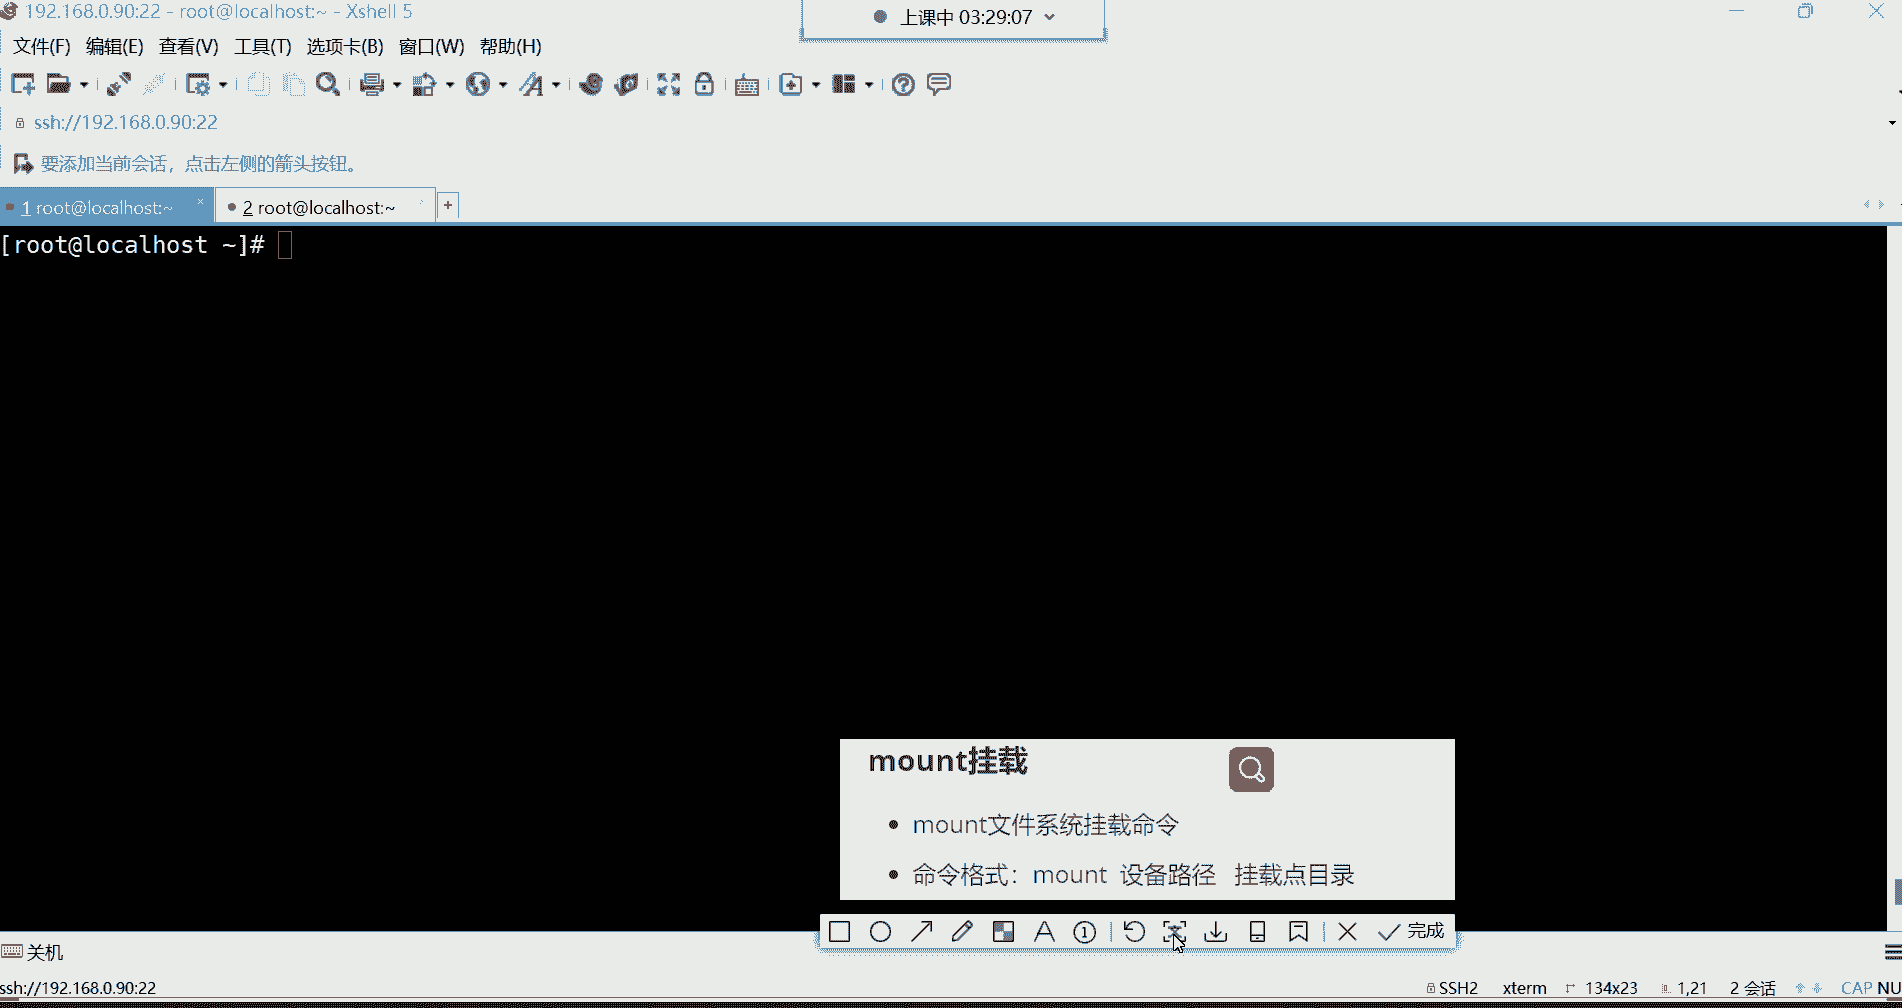 192.168.0.90:22 - root@localhost:~ - Xshell 5
上课中 03:29:07
文件(F) 编辑(E) 查看(V) 工具(T) 选项卡(B) 窗口(W) 帮助(H)
ssh://192.168.0.90:22
要添加当前会话，点击左侧的箭头按钮。
1 root@localhost:~ 2 root@localhost:~ +
[root@localhost ~]#
mount挂载
mount文件系统挂载命令
命令格式：mount 设备路径 挂载点目录
完成
关机
ssh://192.168.0.90:22 SSH2 xterm 134x23 1,21 2 会话 CAP NU